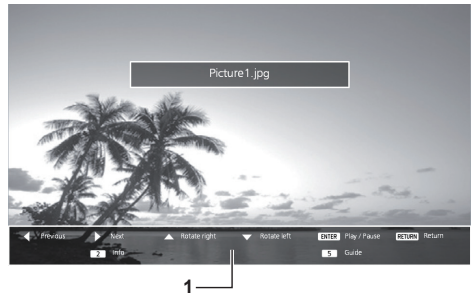 Picture1.jpg
Previous Next Rotate right Rotate left ENTER Play / Pause RETURN Return
2 Info 5 Guide
1